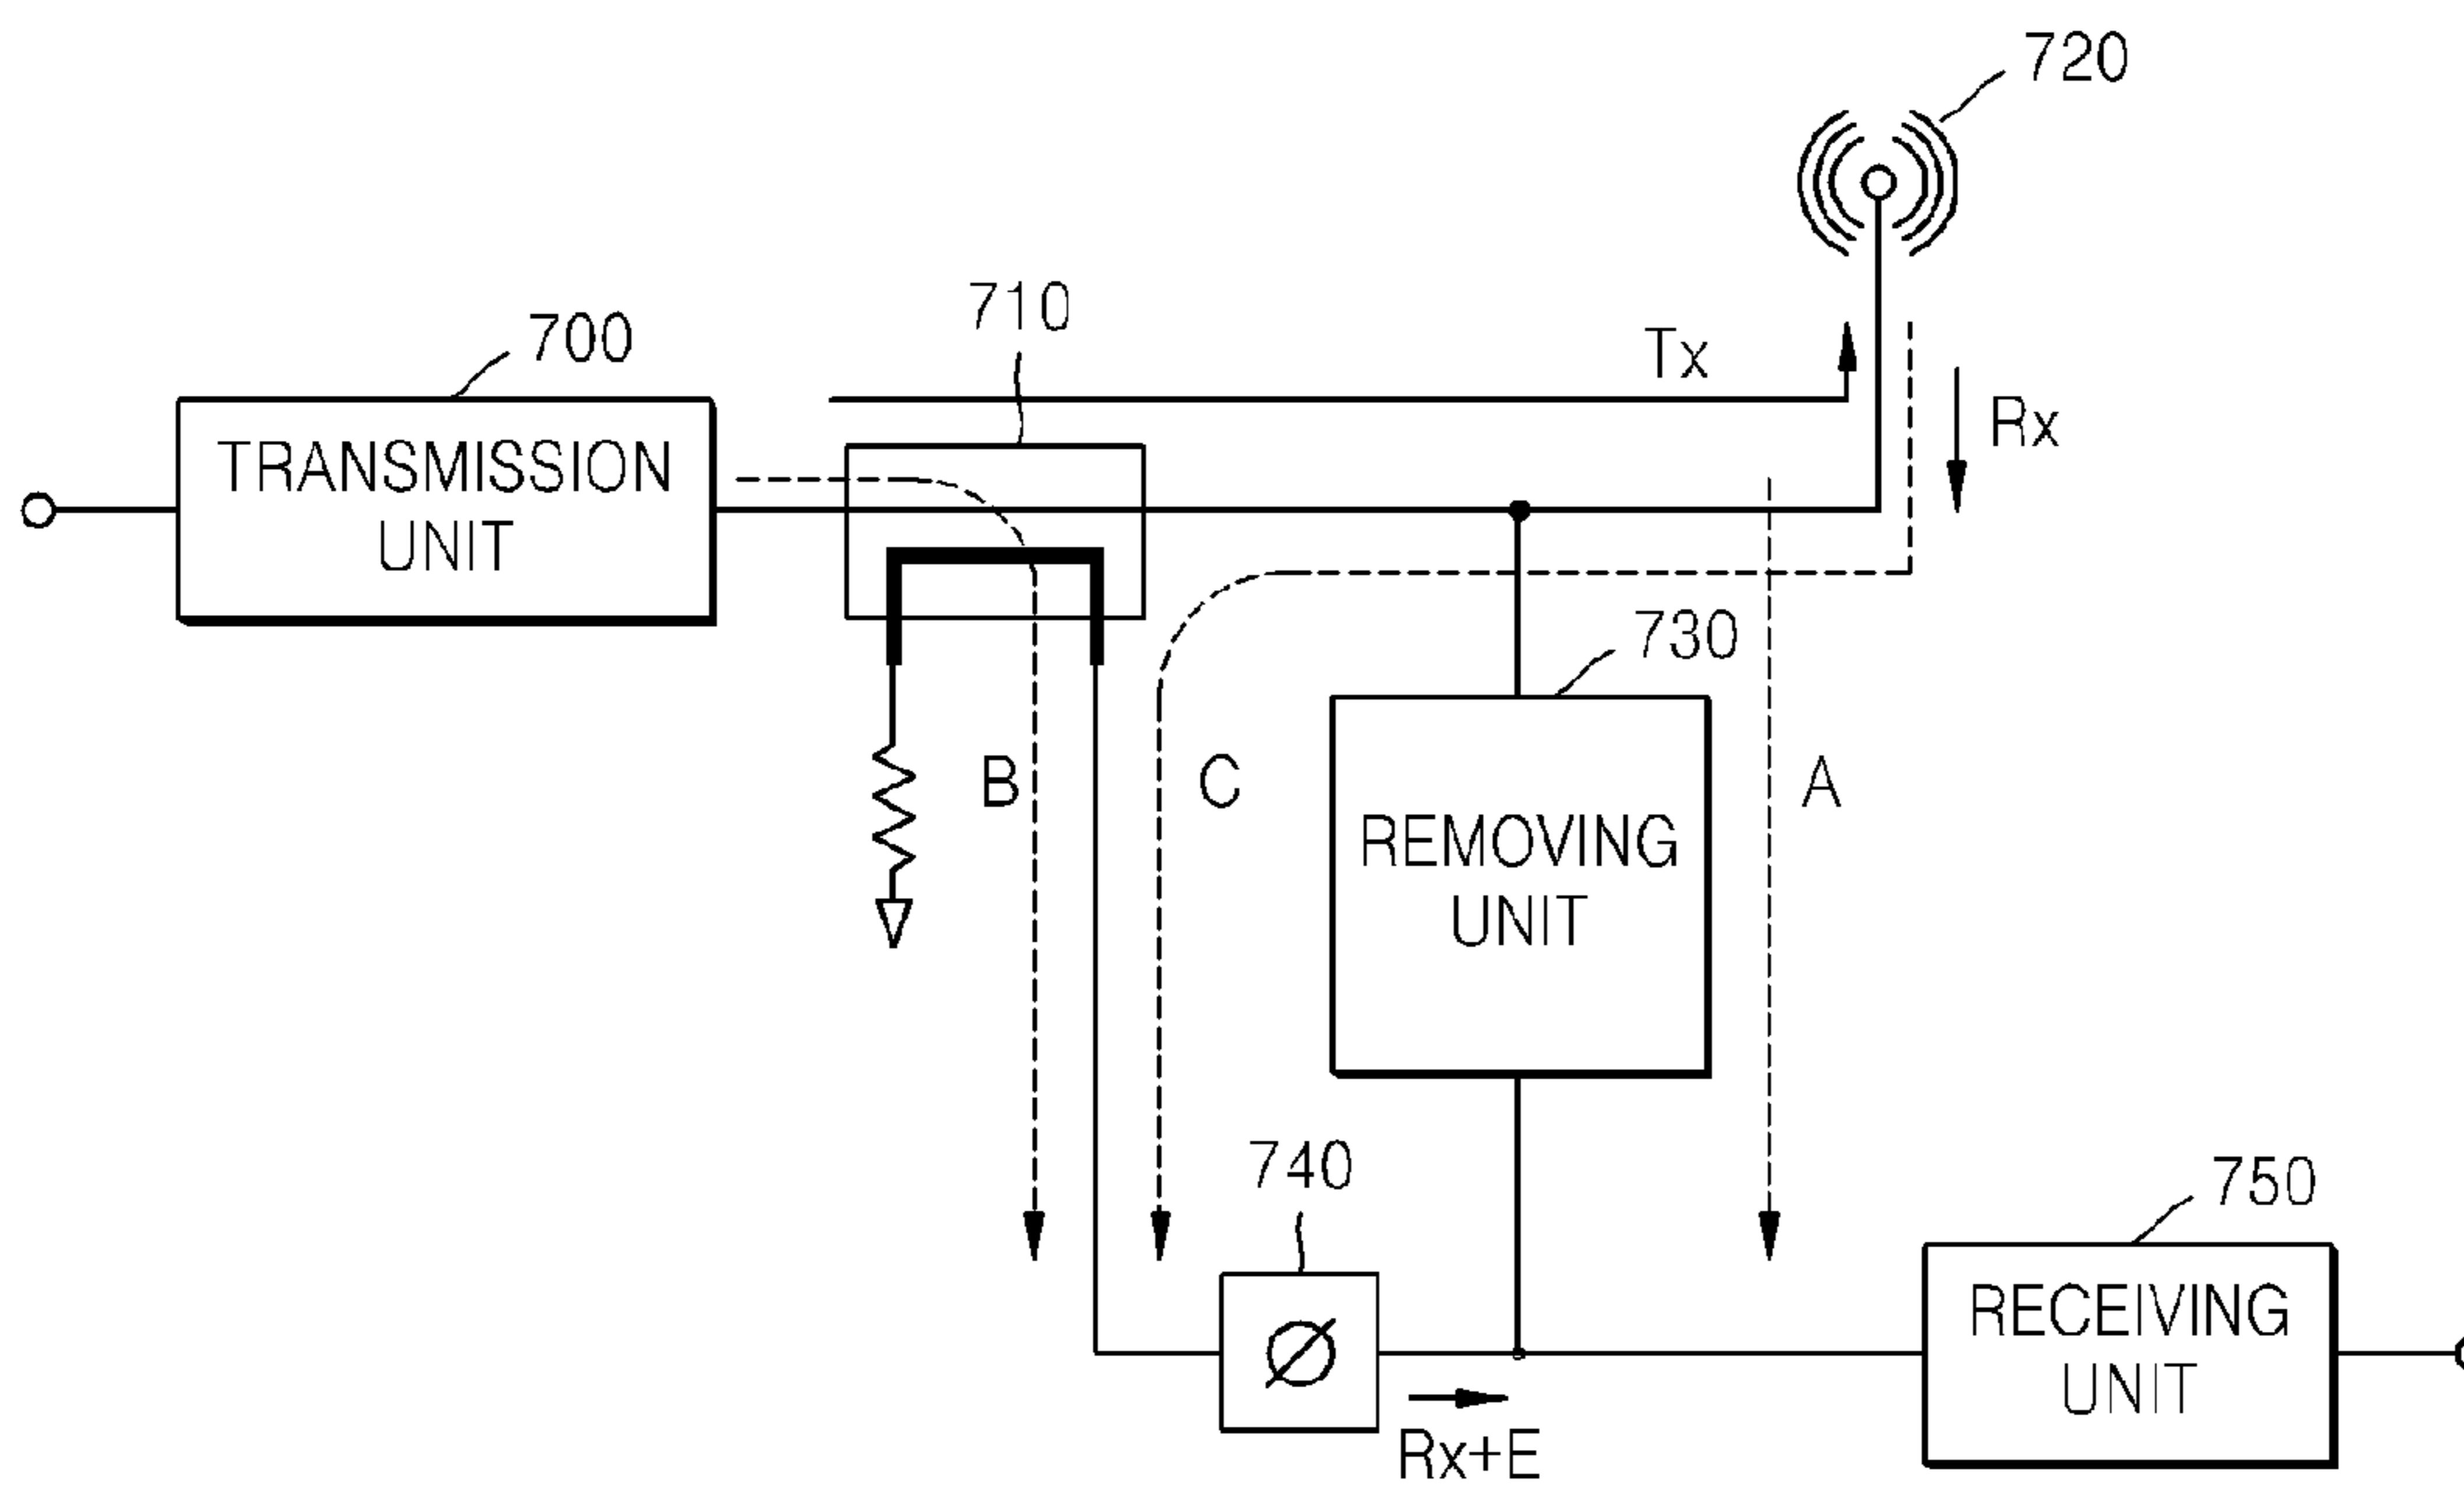 720
710
700
Tx
Rx
TRANSMISSION
UNIT
730
B
C
A
REMOVING
UNIT
740
750
RECEIVING
UNIT
Ø
Rx+E